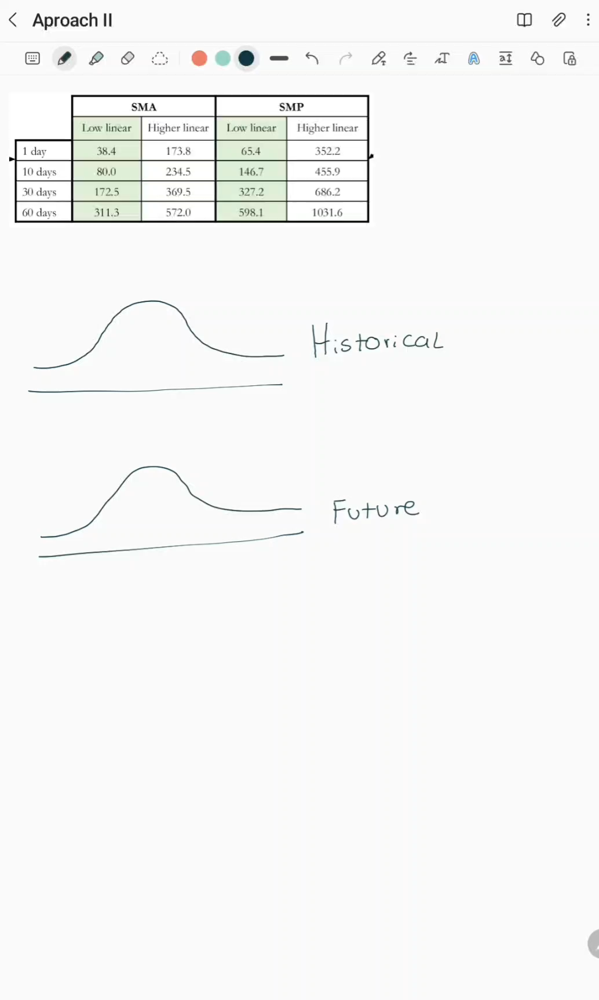 Aproach II
SMA SMP
Low linear Higher linear Low linear Higher linear
1 day 38.4 173.8 65.4 352.2
10 days 80.0 234.5 146.7 455.9
30 days 172.5 369.5 327.2 686.2
60 days 311.3 572.0 598.1 1031.6
Historical
Future